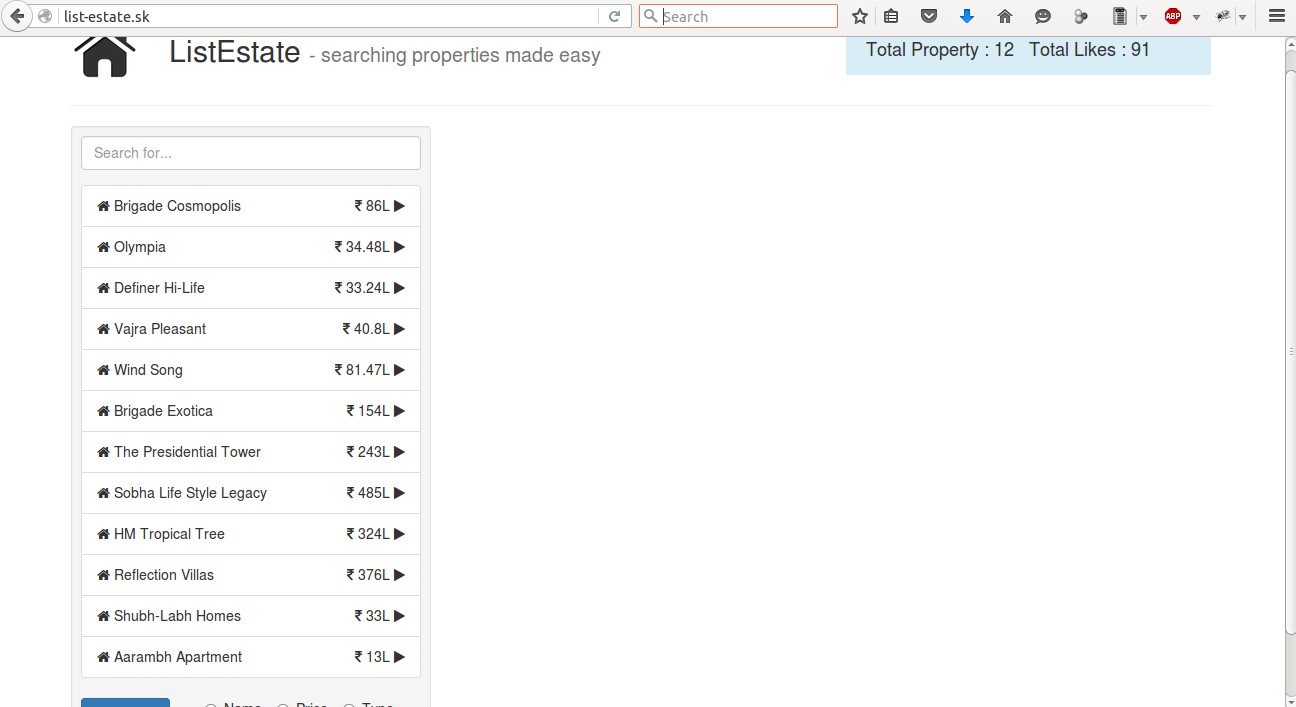 list-estate.sk
Search
ABP
ListEstate - searching properties made easy
Total Property : 12 Total Likes : 91
Search for...
Brigade Cosmopolis ₹ 86L
Olympia ₹ 34.48L
Definer Hi-Life ₹ 33.24L
Vajra Pleasant ₹ 40.8L
Wind Song ₹ 81.47L
Brigade Exotica ₹ 154L
The Presidential Tower ₹ 243L
Sobha Life Style Legacy ₹ 485L
HM Tropical Tree ₹ 324L
Reflection Villas ₹ 376L
Shubh-Labh Homes ₹ 33L
Aarambh Apartment ₹ 13L
Name Price Type